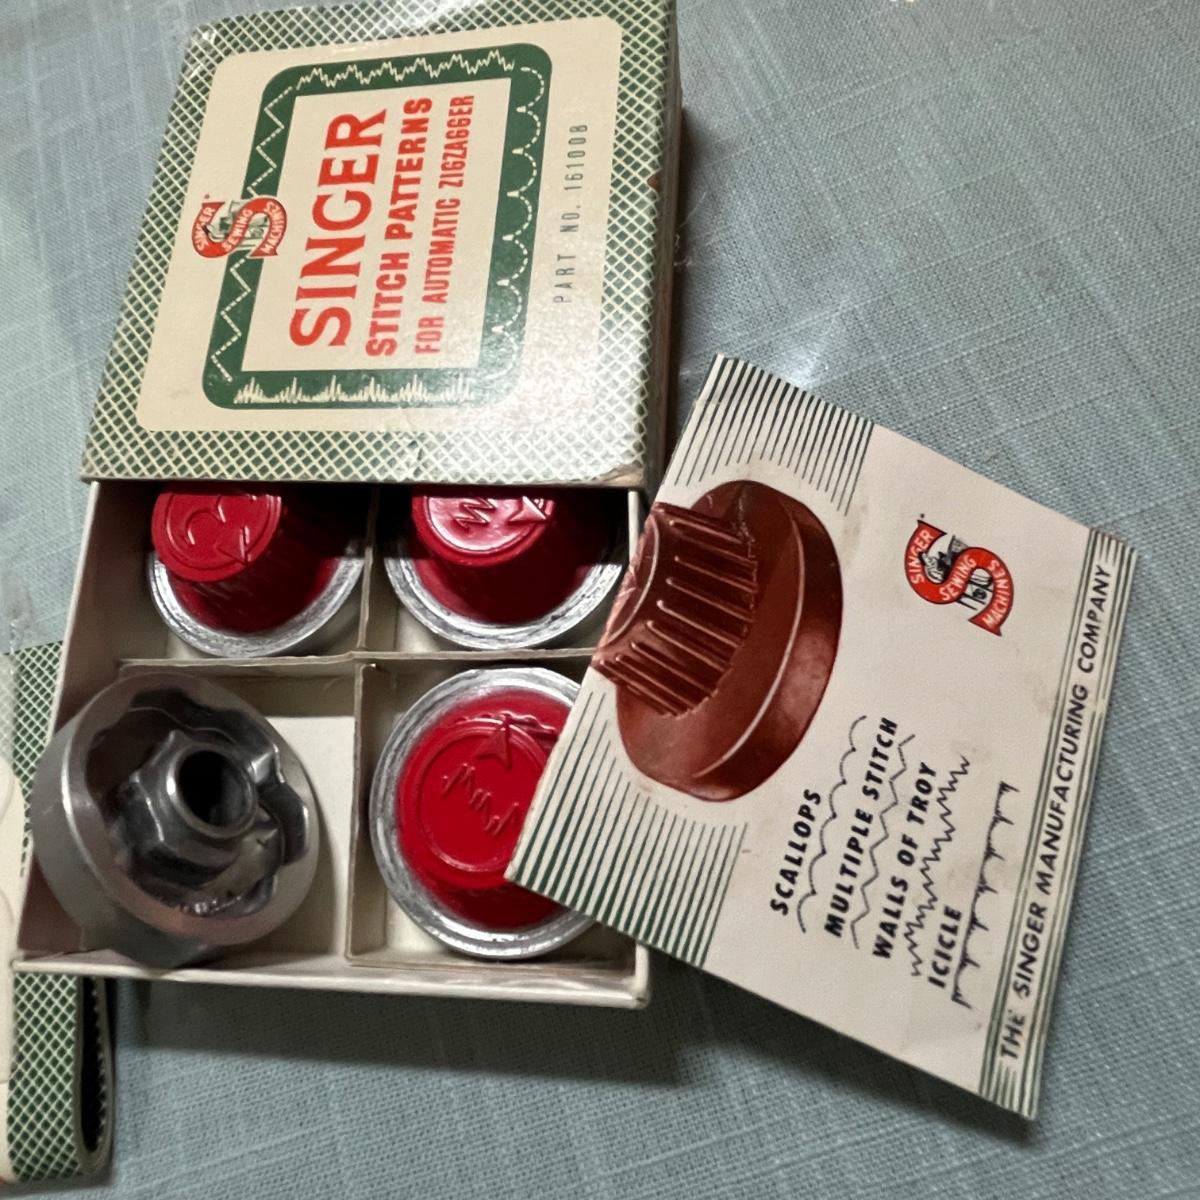 SINGER
SEWING
MACHINES
SINGER
STITCH PATTERNS
FOR AUTOMATIC ZIGZAGGER
PART NO. 161008
SINGER
SEWING
MACHINES
SCALLOPS
MULTIPLE STITCH
WALLS OF TROY
ICICLE
THE SINGER MANUFACTURING COMPANY